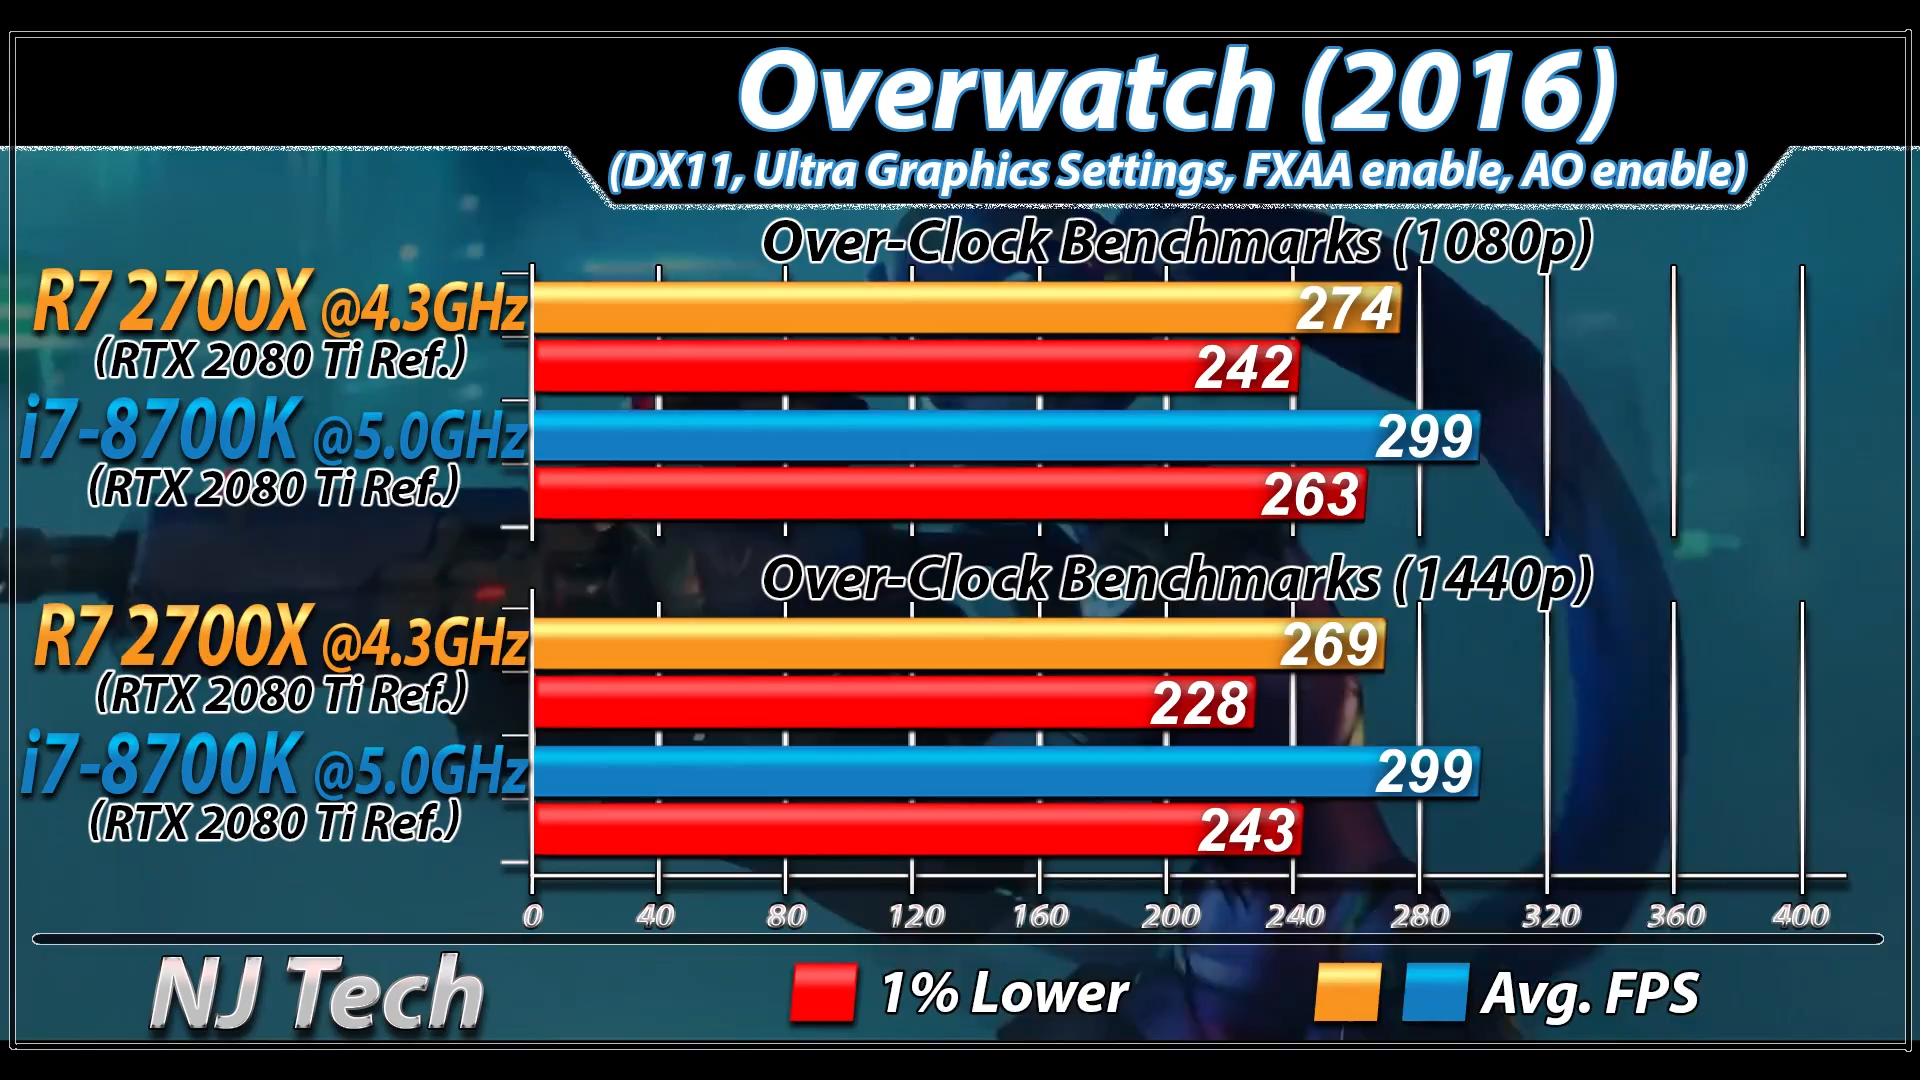 Overwatch (2016)
(DX11, Ultra Graphics Settings, FXAA enable, AO enable)
Over-Clock Benchmarks (1080p)
R7 2700X @4.3GHz
(RTX 2080 Ti Ref.)
274
242
i7-8700K @5.0GHz
(RTX 2080 Ti Ref.)
299
263
Over-Clock Benchmarks (1440p)
R7 2700X @4.3GHz
(RTX 2080 Ti Ref.)
269
228
i7-8700K @5.0GHz
(RTX 2080 Ti Ref.)
299
243
0 40 80 120 160 200 240 280 320 360 400
NJ Tech
1% Lower
Avg. FPS